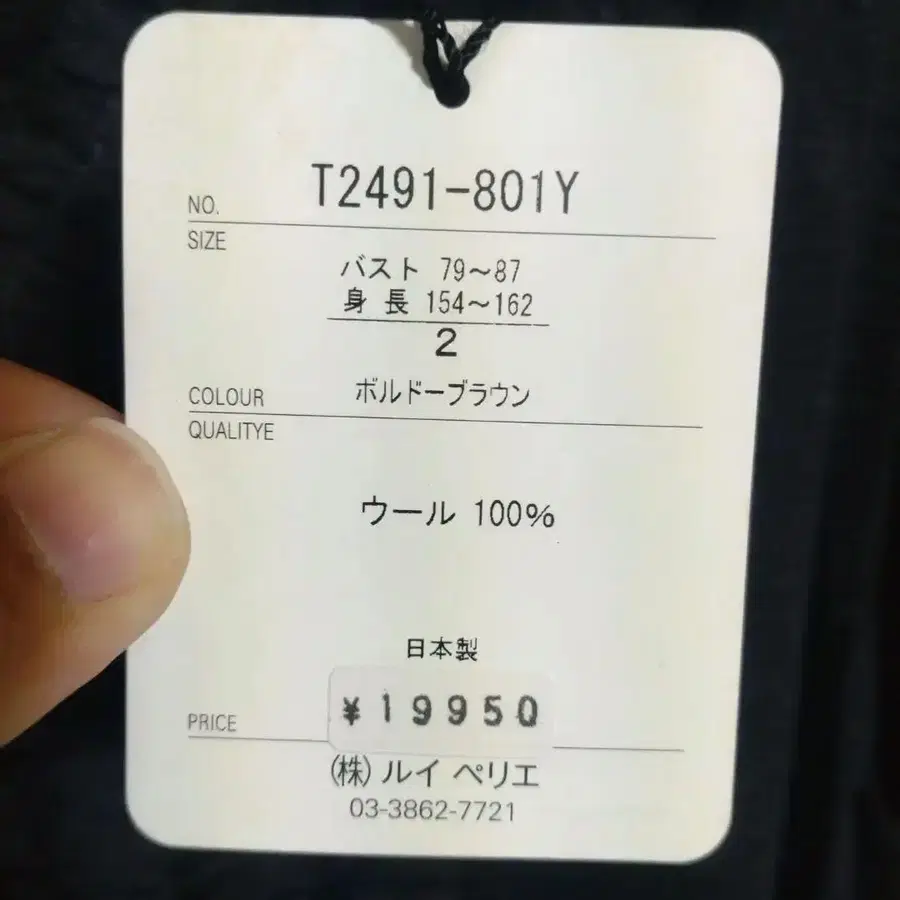 NO. T2491-801Y
SIZE
バスト 79～87
身長 154～162
2
COLOUR ボルドーブラウン
QUALITYE
ウール 100%
日本製
PRICE ¥19950
(株)ルイ ペリエ
03-3862-7721